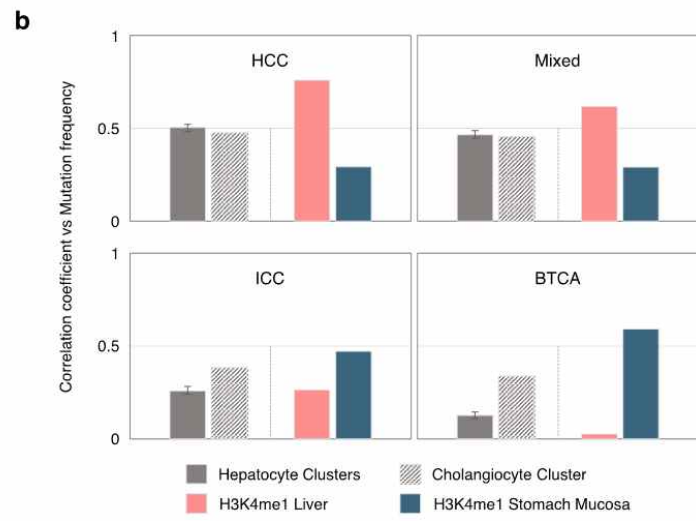 b
1
HCC
Mixed
0.5
0
Correlation coefficient vs Mutation frequency
1
ICC
BTCA
0.5
0
Hepatocyte Clusters
Cholangiocyte Cluster
H3K4me1 Liver
H3K4me1 Stomach Mucosa